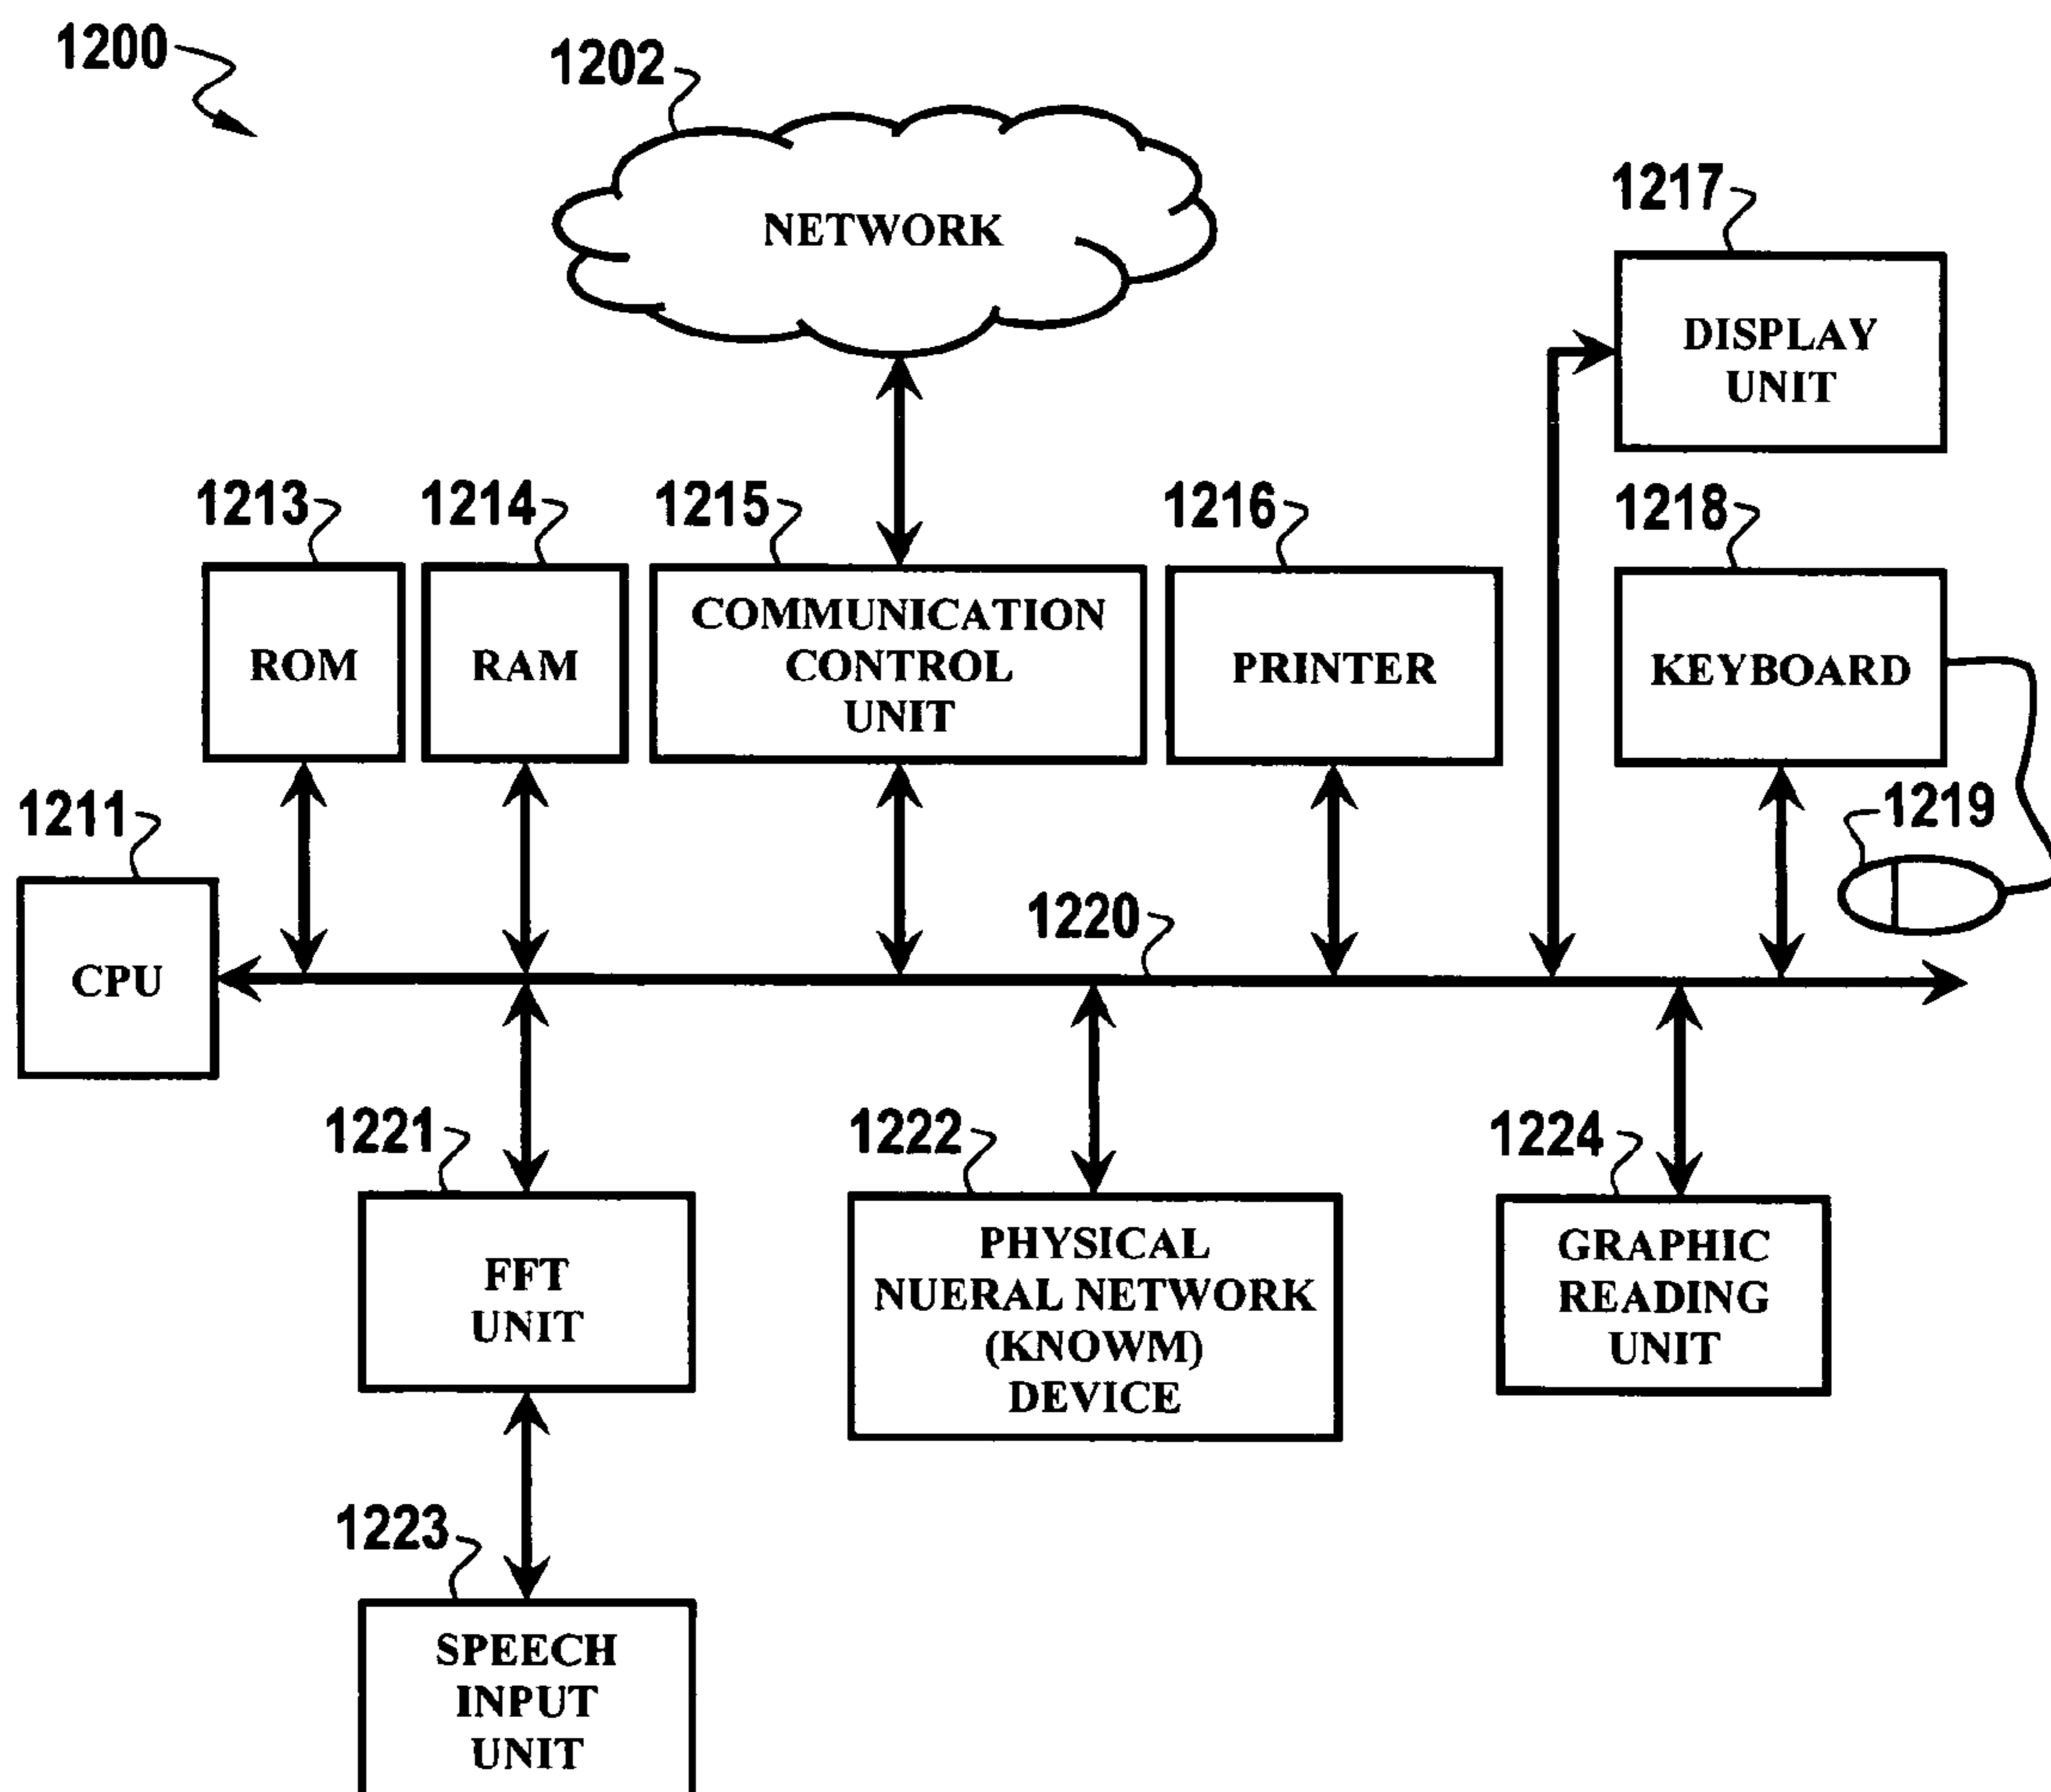 1200
1202
NETWORK
1217
DISPLAY
UNIT
1213
ROM
1214
RAM
1215
COMMUNICATION
CONTROL
UNIT
1216
PRINTER
1218
KEYBOARD
1219
1211
CPU
1220
1221
FFT
UNIT
1222
PHYSICAL
NUERAL NETWORK
(KNOWM)
DEVICE
1224
GRAPHIC
READING
UNIT
1223
SPEECH
INPUT
UNIT